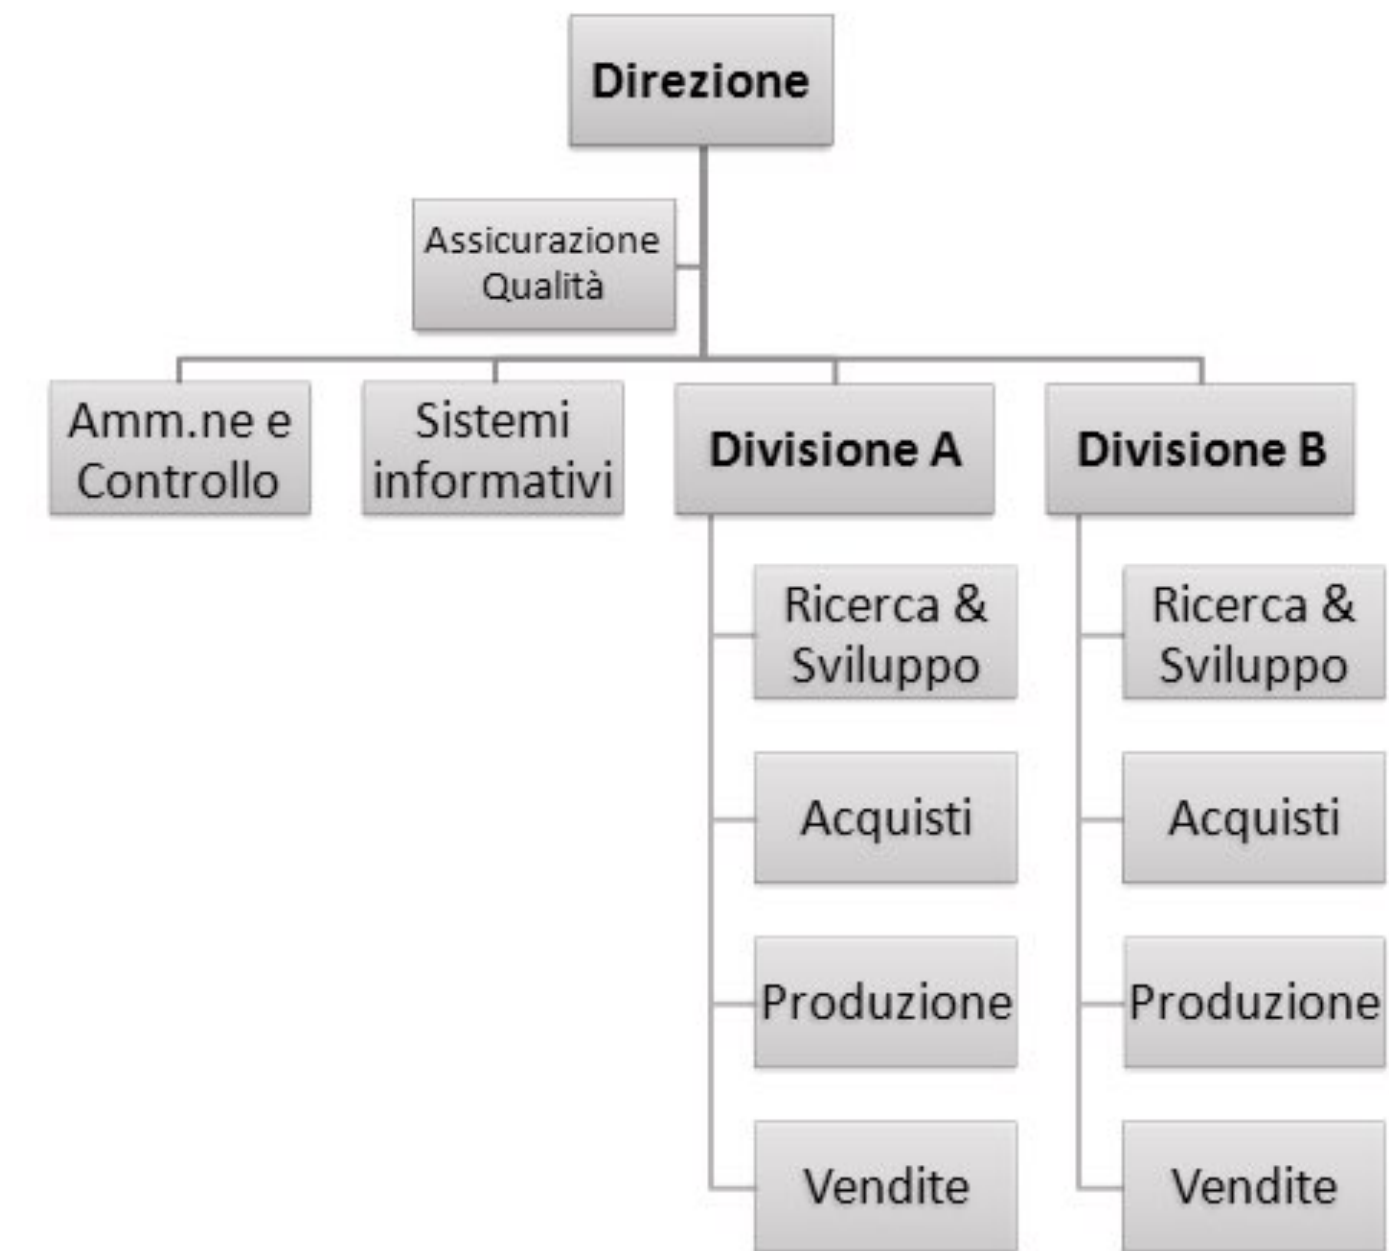 Direzione
Assicurazione
Qualità
Amm.ne e
Controllo
Sistemi
informativi
Divisione A
Divisione B
Ricerca &
Sviluppo
Acquisti
Produzione
Vendite
Ricerca &
Sviluppo
Acquisti
Produzione
Vendite